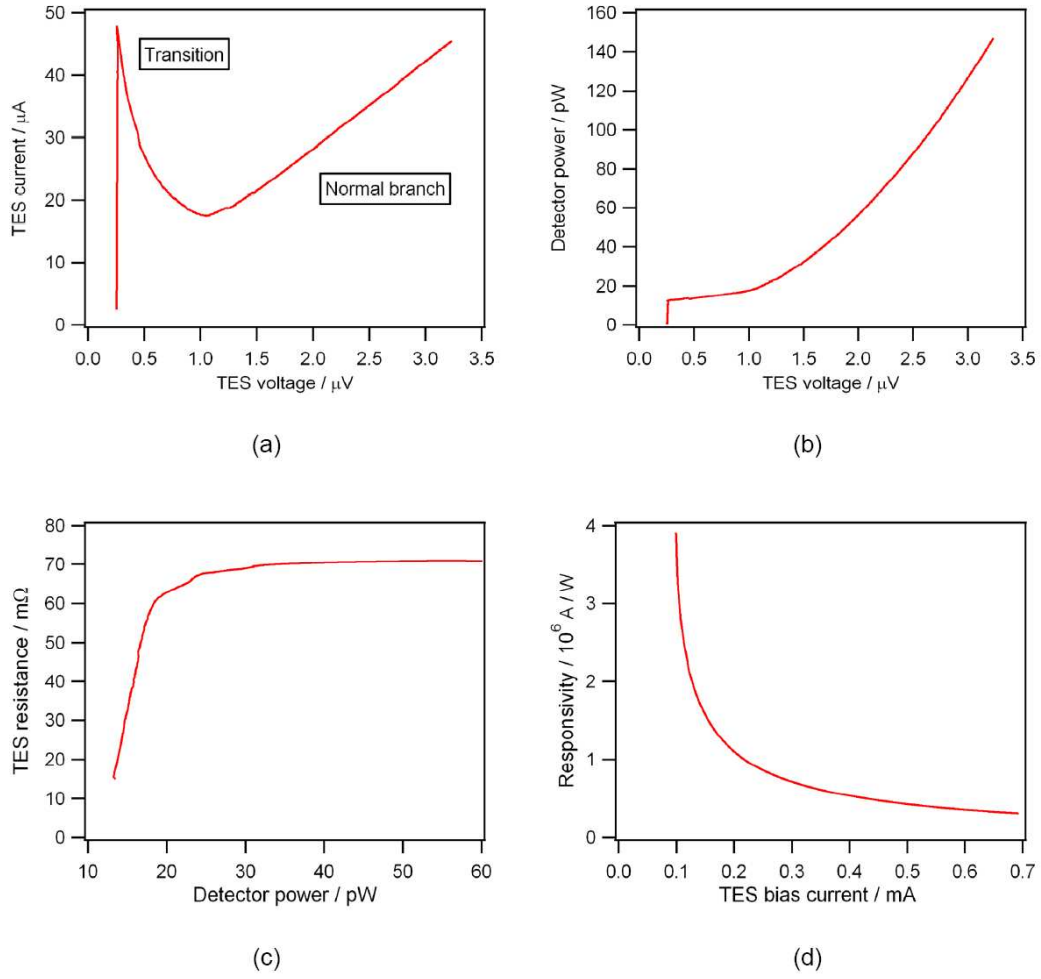 50
40
30
20
10
0
TES current / μA
Transition
Normal branch
0.0 0.5 1.0 1.5 2.0 2.5 3.0 3.5
TES voltage / μV
(a)
160
140
120
100
80
60
40
20
0
Detector power / pW
0.0 0.5 1.0 1.5 2.0 2.5 3.0 3.5
TES voltage / μV
(b)
80
70
60
50
40
30
20
10
0
TES resistance / mΩ
10 20 30 40 50 60
Detector power / pW
(c)
4
3
2
1
0
Responsivity / 10⁶ A / W
0.0 0.1 0.2 0.3 0.4 0.5 0.6 0.7
TES bias current / mA
(d)